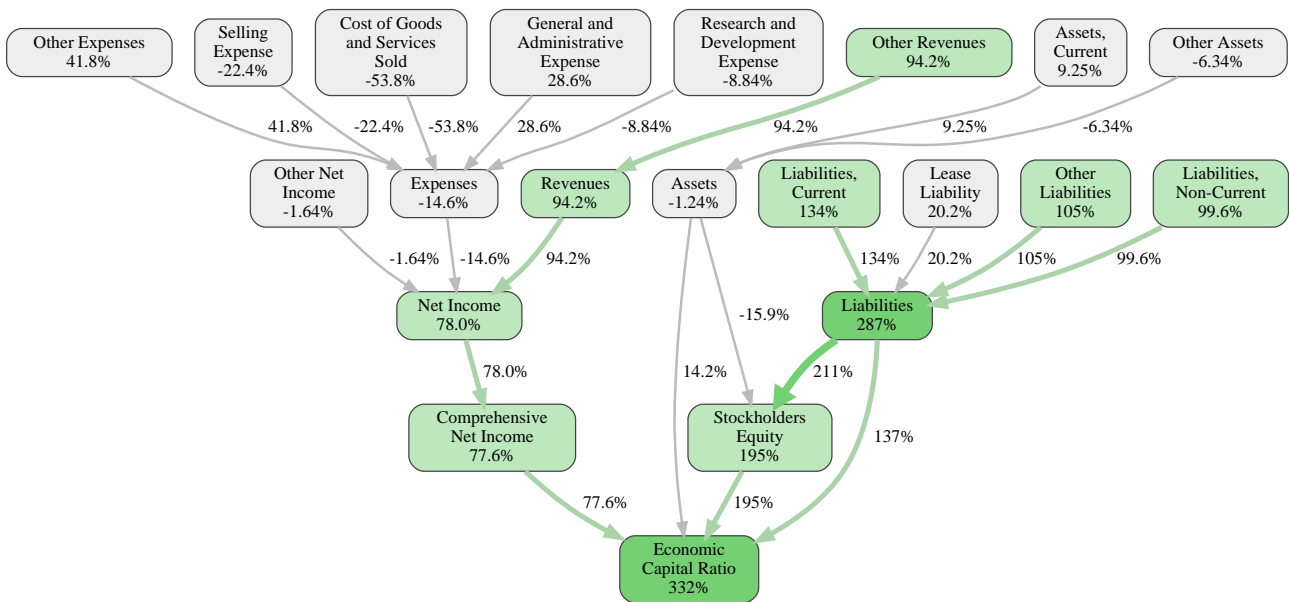 Other Expenses
41.8%
Selling
Expense
-22.4%
Cost of Goods
and Services
Sold
-53.8%
General and
Administrative
Expense
28.6%
Research and
Development
Expense
-8.84%
Other Revenues
94.2%
Assets,
Current
9.25%
Other Assets
-6.34%
41.8%
-22.4%
-53.8%
28.6%
-8.84%
94.2%
9.25%
-6.34%
Other Net
Income
-1.64%
Expenses
-14.6%
Revenues
94.2%
Assets
-1.24%
Liabilities,
Current
134%
Lease
Liability
20.2%
Other
Liabilities
105%
Liabilities,
Non-Current
99.6%
-1.64%
-14.6%
94.2%
134%
20.2%
105%
99.6%
Net Income
78.0%
-15.9%
Liabilities
287%
78.0%
14.2%
211%
Comprehensive
Net Income
77.6%
Stockholders
Equity
195%
137%
77.6%
195%
Economic
Capital Ratio
332%